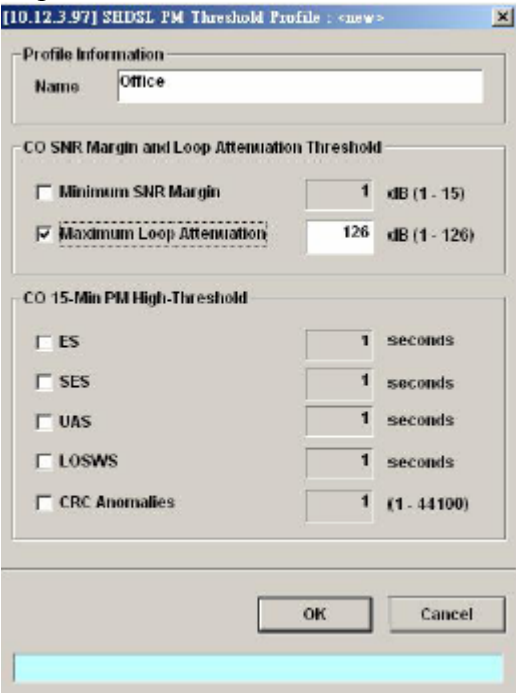 [10.12.3.97] SHDSL PM Threshold Profile : <new>
Profile Information
Name Office
CO SNR Margin and Loop Attenuation Threshold
Minimum SNR Margin 1 dB (1 - 15)
Maximum Loop Attenuation 126 dB (1 - 126)
CO 15-Min PM High-Threshold
ES 1 seconds
SES 1 seconds
UAS 1 seconds
LOSWS 1 seconds
CRC Anomalies 1 (1 - 44100)
OK Cancel